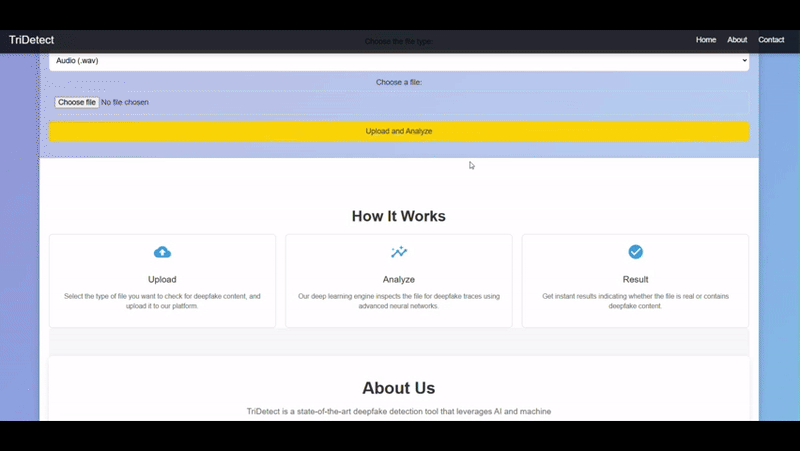 TriDetect
Home About Contact
Choose the file type:
Audio (.wav)
Choose a file:
Choose file No file chosen
Upload and Analyze
How It Works
Upload
Select the type of file you want to check for deepfake content, and
upload it to our platform.
Analyze
Our deep learning engine inspects the file for deepfake traces using
advanced neural networks.
Result
Get instant results indicating whether the file is real or contains
deepfake content.
About Us
TriDetect is a state-of-the-art deepfake detection tool that leverages AI and machine